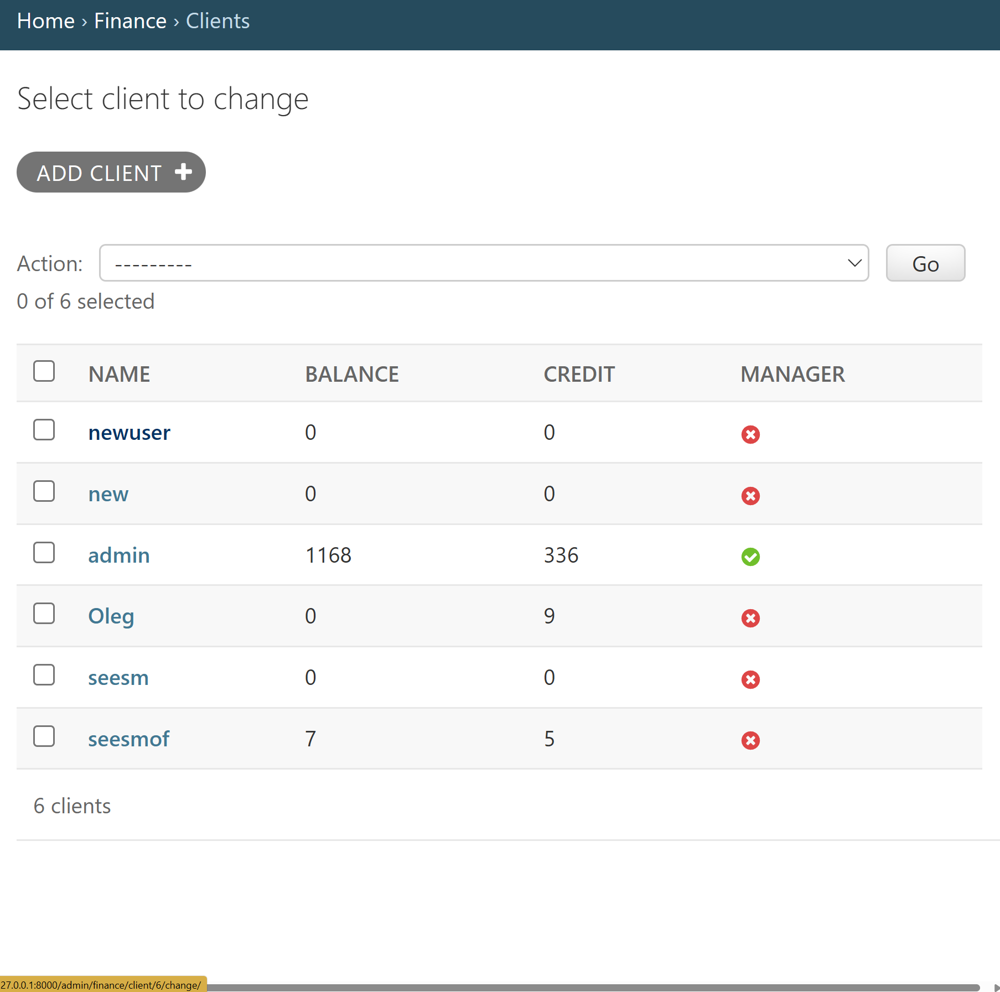 Home › Finance › Clients
Select client to change
ADD CLIENT +
Action: --------- Go
0 of 6 selected
NAME BALANCE CREDIT MANAGER
newuser 0 0
new 0 0
admin 1168 336
Oleg 0 9
seesm 0 0
seesmof 7 5
6 clients
27.0.0.1:8000/admin/finance/client/6/change/